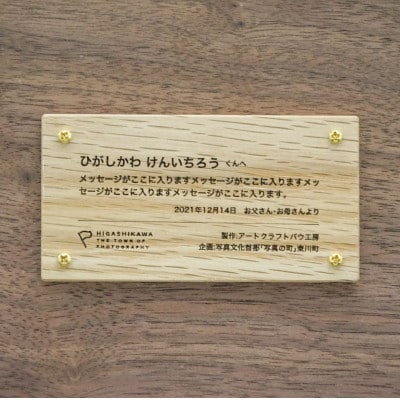 ひがしかわ けんいちろう くんへ
メッセージがここに入りますメッセージがここに入りますメッ
セージがここに入りますメッセージがここに入ります。
2021年12月14日 お父さん・お母さんより
HIGASHIKAWA
THE TOWN OF
PHOTOGRAPHY
製作:アートクラフトバウ工房
企画:写真文化首都「写真の町」東川町